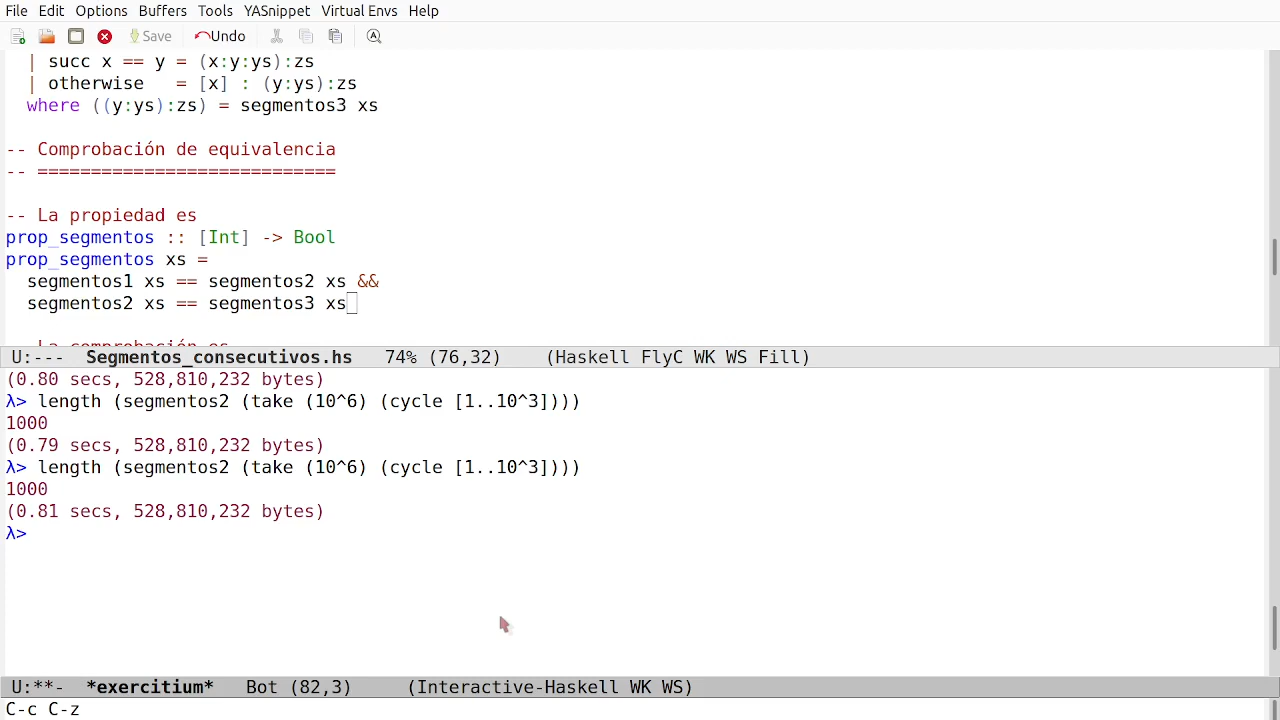 File Edit Options Buffers Tools YASnippet Virtual Envs Help
Save Undo
| succ x == y = (x:y:ys):zs
| otherwise   = [x] : (y:ys):zs
where ((y:ys):zs) = segmentos3 xs
-- Comprobación de equivalencia
-- ============================
-- La propiedad es
prop_segmentos :: [Int] -> Bool
prop_segmentos xs =
segmentos1 xs == segmentos2 xs &&
segmentos2 xs == segmentos3 xs
-- La comprobación es
U:---  Segmentos_consecutivos.hs   74% (76,32)    (Haskell FlyC WK WS Fill)
(0.80 secs, 528,810,232 bytes)
λ> length (segmentos2 (take (10^6) (cycle [1..10^3])))
1000
(0.79 secs, 528,810,232 bytes)
λ> length (segmentos2 (take (10^6) (cycle [1..10^3])))
1000
(0.81 secs, 528,810,232 bytes)
λ>
U:**-  *exercitium*   Bot (82,3)     (Interactive-Haskell WK WS)
C-c C-z